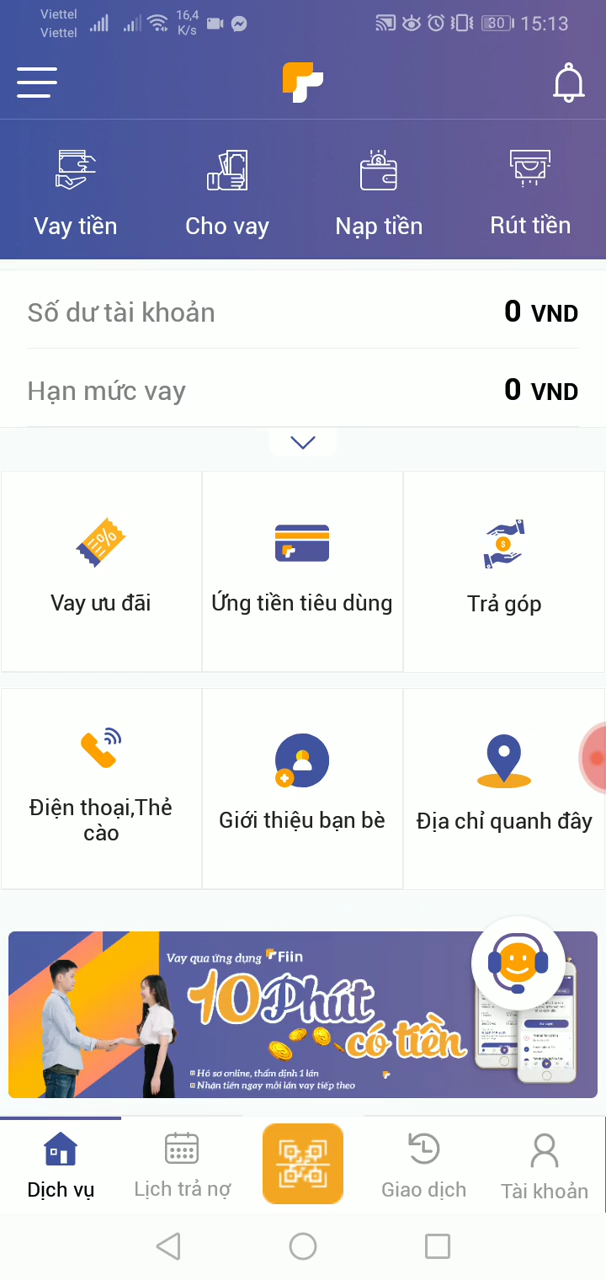 Viettel
Viettel
16,4
K/s
30
15:13
Vay tiền
Cho vay
Nạp tiền
Rút tiền
Số dư tài khoản
0 VND
Hạn mức vay
0 VND
Vay ưu đãi
Ứng tiền tiêu dùng
Trả góp
Điện thoại,Thẻ
cào
Giới thiệu bạn bè
Địa chỉ quanh đây
Vay qua ứng dụng Fiin
10 Phút
có tiền
Hồ sơ online, thẩm định 1 lần
Nhận tiền ngay mỗi lần vay tiếp theo
Dịch vụ
Lịch trả nợ
Giao dịch
Tài khoản